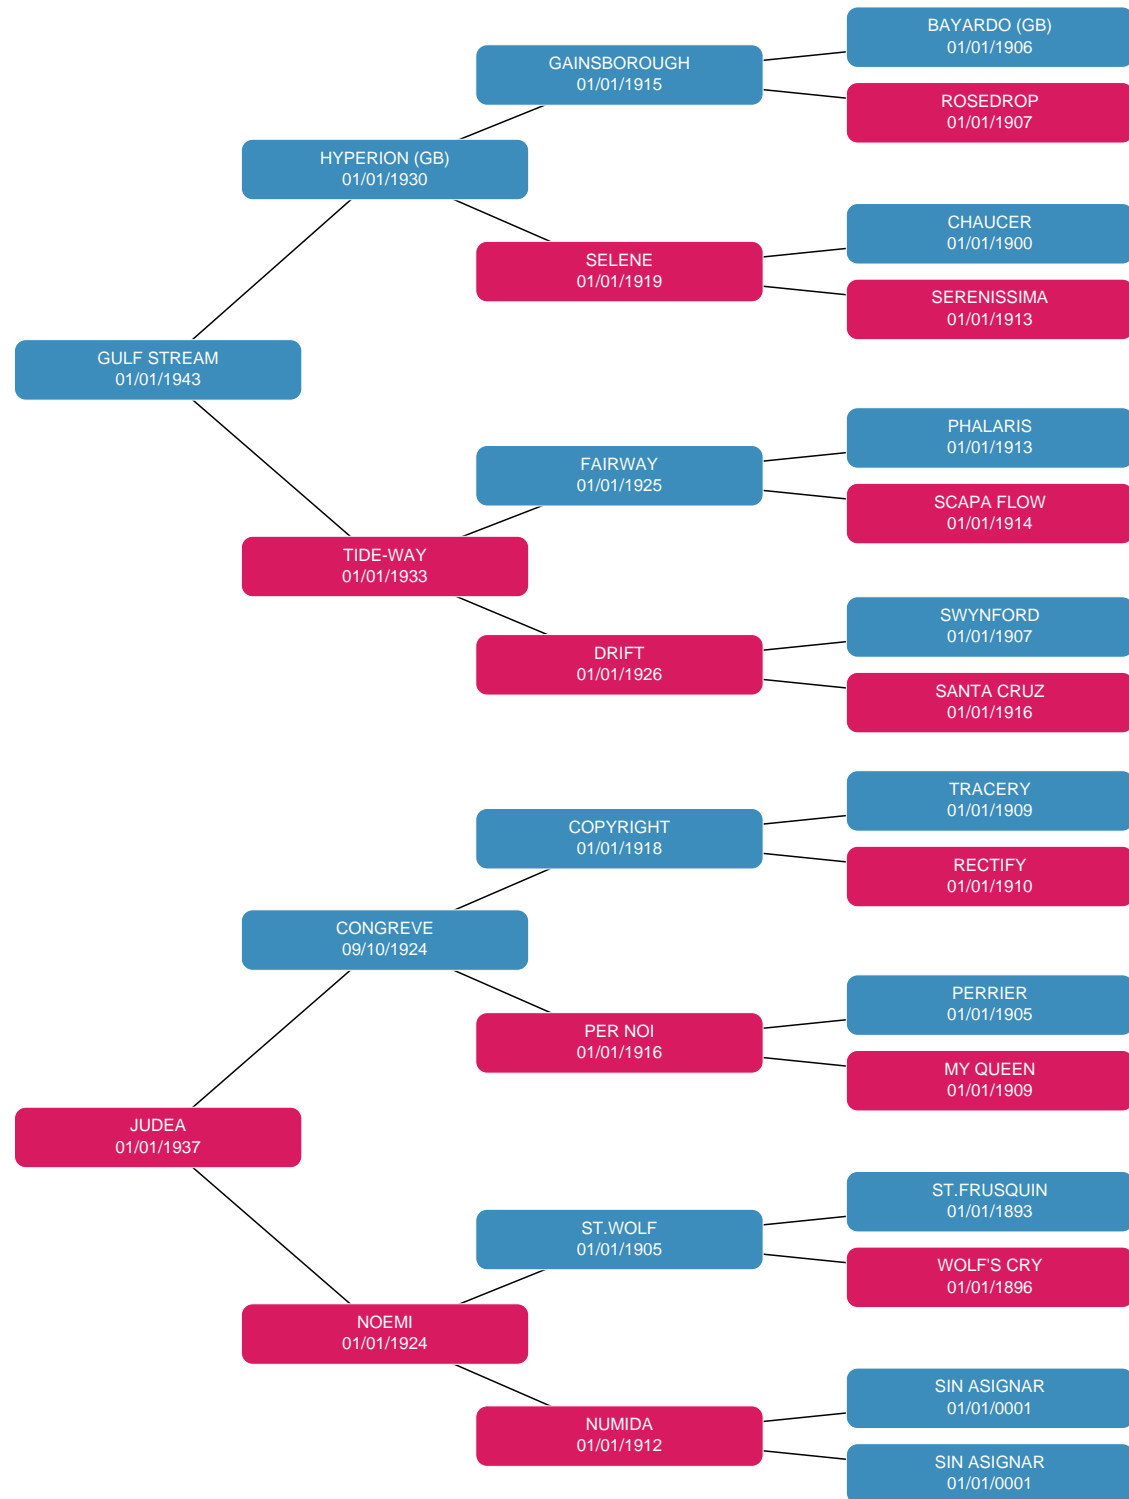 BAYARDO (GB)
01/01/1906
GAINSBOROUGH
01/01/1915
ROSEDROP
01/01/1907
HYPERION (GB)
01/01/1930
CHAUCER
01/01/1900
SELENE
01/01/1919
SERENISSIMA
01/01/1913
GULF STREAM
01/01/1943
PHALARIS
01/01/1913
FAIRWAY
01/01/1925
SCAPA FLOW
01/01/1914
TIDE-WAY
01/01/1933
SWYNFORD
01/01/1907
DRIFT
01/01/1926
SANTA CRUZ
01/01/1916
TRACERY
01/01/1909
COPYRIGHT
01/01/1918
RECTIFY
01/01/1910
CONGREVE
09/10/1924
PERRIER
01/01/1905
PER NOI
01/01/1916
MY QUEEN
01/01/1909
JUDEA
01/01/1937
ST.FRUSQUIN
01/01/1893
ST.WOLF
01/01/1905
WOLF'S CRY
01/01/1896
NOEMI
01/01/1924
SIN ASIGNAR
01/01/0001
NUMIDA
01/01/1912
SIN ASIGNAR
01/01/0001